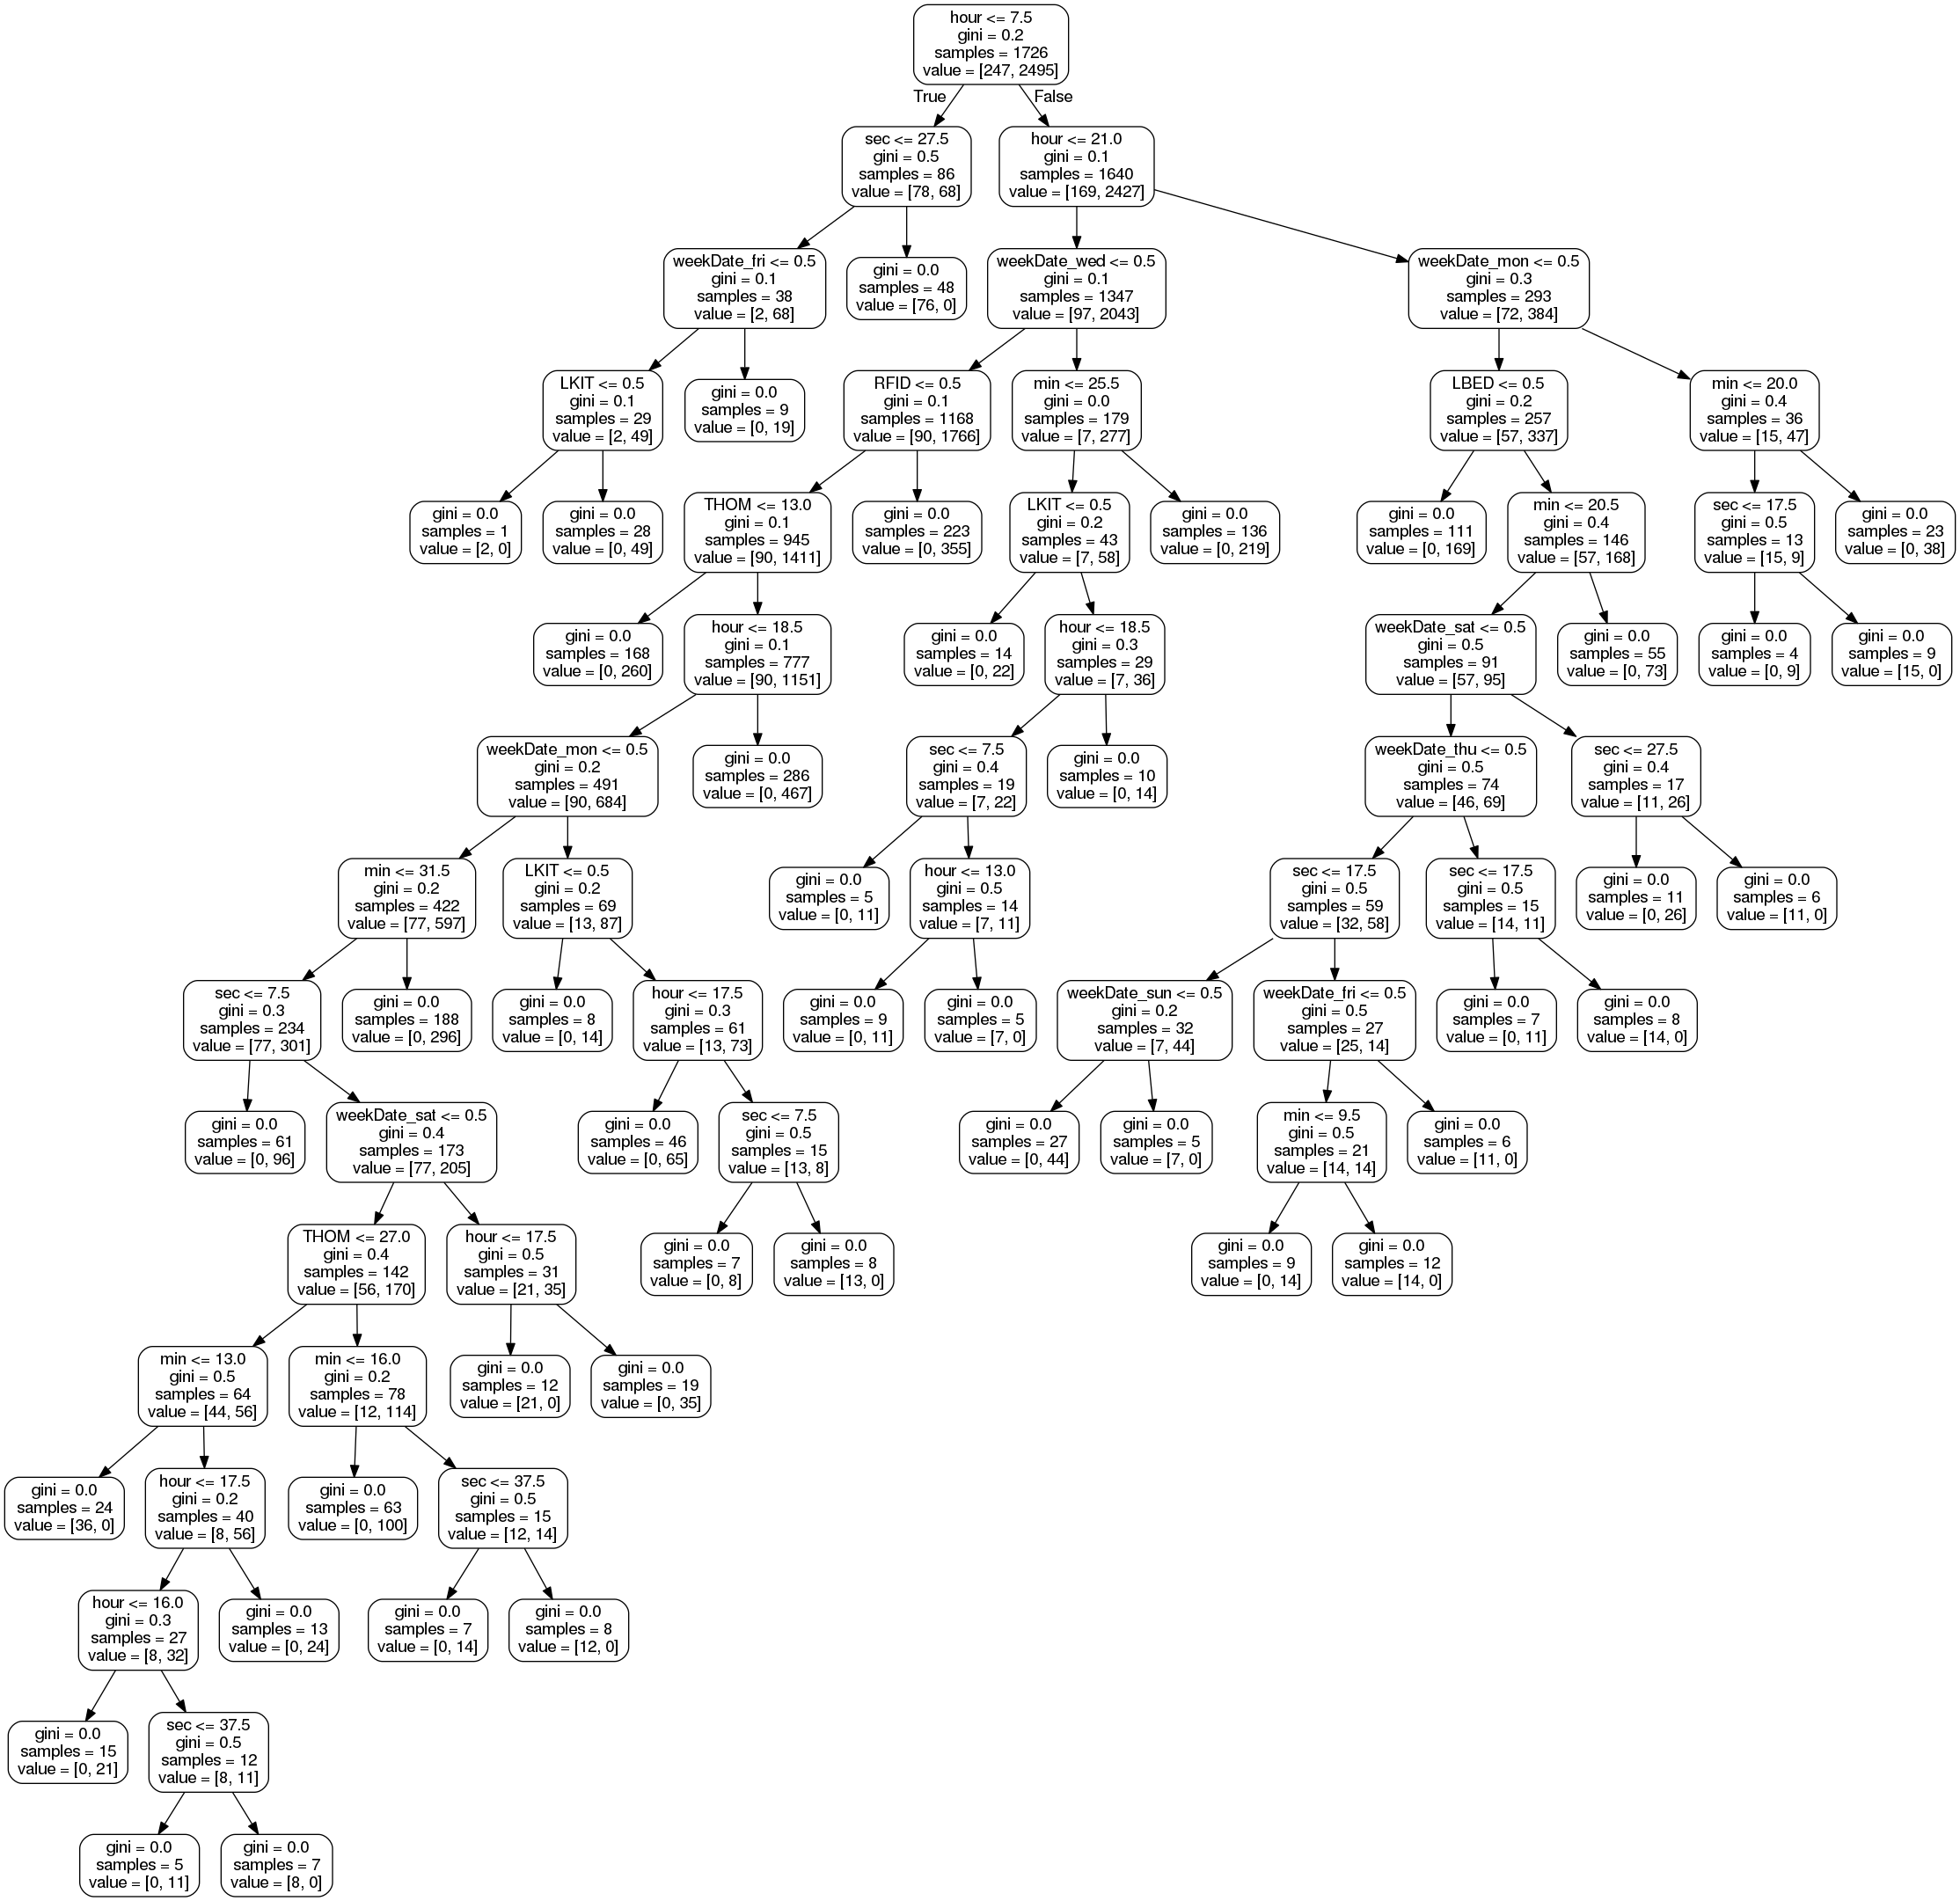 hour <= 7.5
gini = 0.2
samples = 1726
value = [247, 2495]
True
False
sec <= 27.5
gini = 0.5
samples = 86
value = [78, 68]
hour <= 21.0
gini = 0.1
samples = 1640
value = [169, 2427]
weekDate_fri <= 0.5
gini = 0.1
samples = 38
value = [2, 68]
gini = 0.0
samples = 48
value = [76, 0]
weekDate_wed <= 0.5
gini = 0.1
samples = 1347
value = [97, 2043]
weekDate_mon <= 0.5
gini = 0.3
samples = 293
value = [72, 384]
LKIT <= 0.5
gini = 0.1
samples = 29
value = [2, 49]
gini = 0.0
samples = 9
value = [0, 19]
RFID <= 0.5
gini = 0.1
samples = 1168
value = [90, 1766]
min <= 25.5
gini = 0.0
samples = 179
value = [7, 277]
LBED <= 0.5
gini = 0.2
samples = 257
value = [57, 337]
min <= 20.0
gini = 0.4
samples = 36
value = [15, 47]
gini = 0.0
samples = 1
value = [2, 0]
gini = 0.0
samples = 28
value = [0, 49]
THOM <= 13.0
gini = 0.1
samples = 945
value = [90, 1411]
gini = 0.0
samples = 223
value = [0, 355]
LKIT <= 0.5
gini = 0.2
samples = 43
value = [7, 58]
gini = 0.0
samples = 136
value = [0, 219]
gini = 0.0
samples = 111
value = [0, 169]
min <= 20.5
gini = 0.4
samples = 146
value = [57, 168]
sec <= 17.5
gini = 0.5
samples = 13
value = [15, 9]
gini = 0.0
samples = 23
value = [0, 38]
gini = 0.0
samples = 168
value = [0, 260]
hour <= 18.5
gini = 0.1
samples = 777
value = [90, 1151]
gini = 0.0
samples = 14
value = [0, 22]
hour <= 18.5
gini = 0.3
samples = 29
value = [7, 36]
weekDate_sat <= 0.5
gini = 0.5
samples = 91
value = [57, 95]
gini = 0.0
samples = 55
value = [0, 73]
gini = 0.0
samples = 4
value = [0, 9]
gini = 0.0
samples = 9
value = [15, 0]
weekDate_mon <= 0.5
gini = 0.2
samples = 491
value = [90, 684]
gini = 0.0
samples = 286
value = [0, 467]
sec <= 7.5
gini = 0.4
samples = 19
value = [7, 22]
gini = 0.0
samples = 10
value = [0, 14]
weekDate_thu <= 0.5
gini = 0.5
samples = 74
value = [46, 69]
sec <= 27.5
gini = 0.4
samples = 17
value = [11, 26]
min <= 31.5
gini = 0.2
samples = 422
value = [77, 597]
LKIT <= 0.5
gini = 0.2
samples = 69
value = [13, 87]
gini = 0.0
samples = 5
value = [0, 11]
hour <= 13.0
gini = 0.5
samples = 14
value = [7, 11]
sec <= 17.5
gini = 0.5
samples = 59
value = [32, 58]
sec <= 17.5
gini = 0.5
samples = 15
value = [14, 11]
gini = 0.0
samples = 11
value = [0, 26]
gini = 0.0
samples = 6
value = [11, 0]
sec <= 7.5
gini = 0.3
samples = 234
value = [77, 301]
gini = 0.0
samples = 188
value = [0, 296]
gini = 0.0
samples = 8
value = [0, 14]
hour <= 17.5
gini = 0.3
samples = 61
value = [13, 73]
gini = 0.0
samples = 9
value = [0, 11]
gini = 0.0
samples = 5
value = [7, 0]
weekDate_sun <= 0.5
gini = 0.2
samples = 32
value = [7, 44]
weekDate_fri <= 0.5
gini = 0.5
samples = 27
value = [25, 14]
gini = 0.0
samples = 7
value = [0, 11]
gini = 0.0
samples = 8
value = [14, 0]
gini = 0.0
samples = 61
value = [0, 96]
weekDate_sat <= 0.5
gini = 0.4
samples = 173
value = [77, 205]
gini = 0.0
samples = 46
value = [0, 65]
sec <= 7.5
gini = 0.5
samples = 15
value = [13, 8]
gini = 0.0
samples = 27
value = [0, 44]
gini = 0.0
samples = 5
value = [7, 0]
min <= 9.5
gini = 0.5
samples = 21
value = [14, 14]
gini = 0.0
samples = 6
value = [11, 0]
THOM <= 27.0
gini = 0.4
samples = 142
value = [56, 170]
hour <= 17.5
gini = 0.5
samples = 31
value = [21, 35]
gini = 0.0
samples = 7
value = [0, 8]
gini = 0.0
samples = 8
value = [13, 0]
gini = 0.0
samples = 9
value = [0, 14]
gini = 0.0
samples = 12
value = [14, 0]
min <= 13.0
gini = 0.5
samples = 64
value = [44, 56]
min <= 16.0
gini = 0.2
samples = 78
value = [12, 114]
gini = 0.0
samples = 12
value = [21, 0]
gini = 0.0
samples = 19
value = [0, 35]
gini = 0.0
samples = 24
value = [36, 0]
hour <= 17.5
gini = 0.2
samples = 40
value = [8, 56]
gini = 0.0
samples = 63
value = [0, 100]
sec <= 37.5
gini = 0.5
samples = 15
value = [12, 14]
hour <= 16.0
gini = 0.3
samples = 27
value = [8, 32]
gini = 0.0
samples = 13
value = [0, 24]
gini = 0.0
samples = 7
value = [0, 14]
gini = 0.0
samples = 8
value = [12, 0]
gini = 0.0
samples = 15
value = [0, 21]
sec <= 37.5
gini = 0.5
samples = 12
value = [8, 11]
gini = 0.0
samples = 5
value = [0, 11]
gini = 0.0
samples = 7
value = [8, 0]